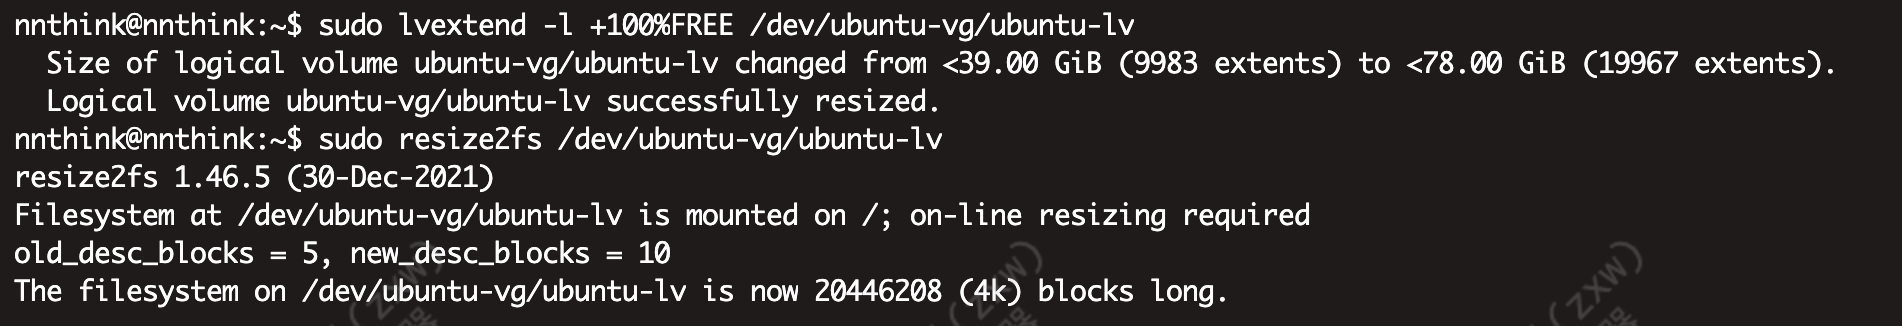 nnthink@nnthink:~$ sudo lvextend -l +100%FREE /dev/ubuntu-vg/ubuntu-lv
  Size of logical volume ubuntu-vg/ubuntu-lv changed from <39.00 GiB (9983 extents) to <78.00 GiB (19967 extents).
  Logical volume ubuntu-vg/ubuntu-lv successfully resized.
nnthink@nnthink:~$ sudo resize2fs /dev/ubuntu-vg/ubuntu-lv
resize2fs 1.46.5 (30-Dec-2021)
Filesystem at /dev/ubuntu-vg/ubuntu-lv is mounted on /; on-line resizing required
old_desc_blocks = 5, new_desc_blocks = 10
The filesystem on /dev/ubuntu-vg/ubuntu-lv is now 20446208 (4k) blocks long.
(zxw)
(zxw)
(zxw)